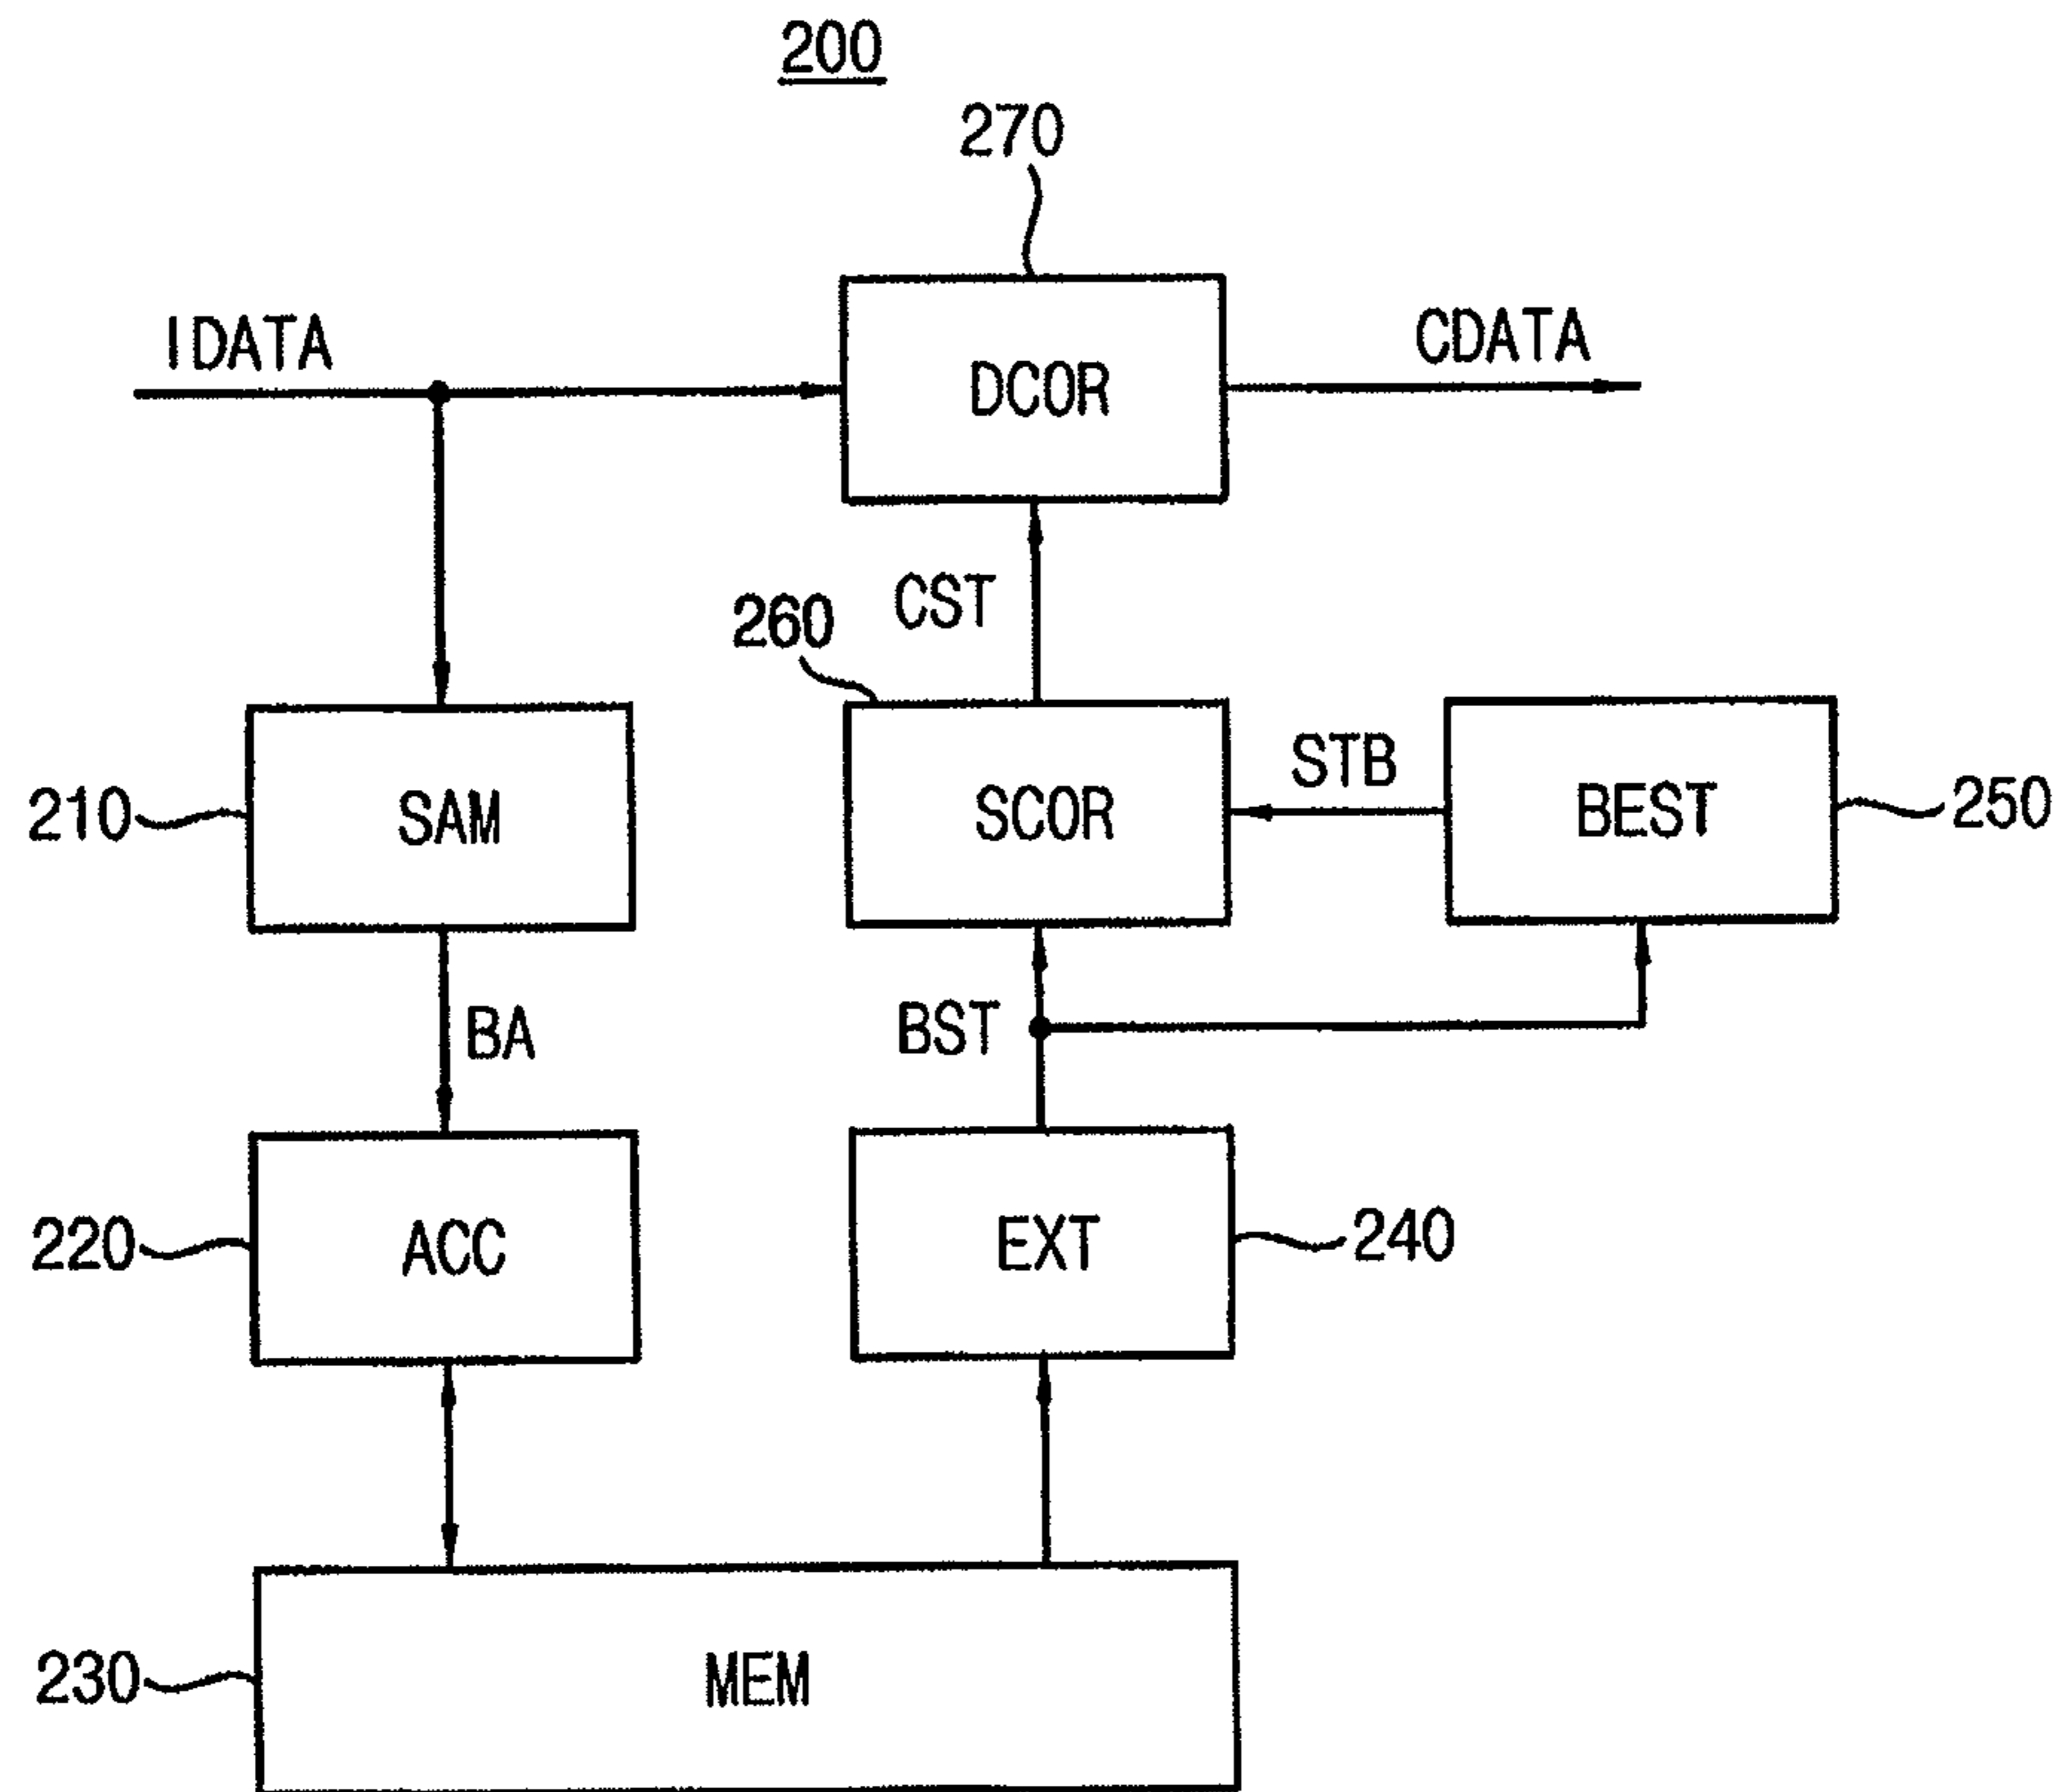 200
270
IDATA
DCOR
CDATA
CST
260
STB
210
SAM
SCOR
BEST
250
BA
BST
220
ACC
EXT
240
230
MEM